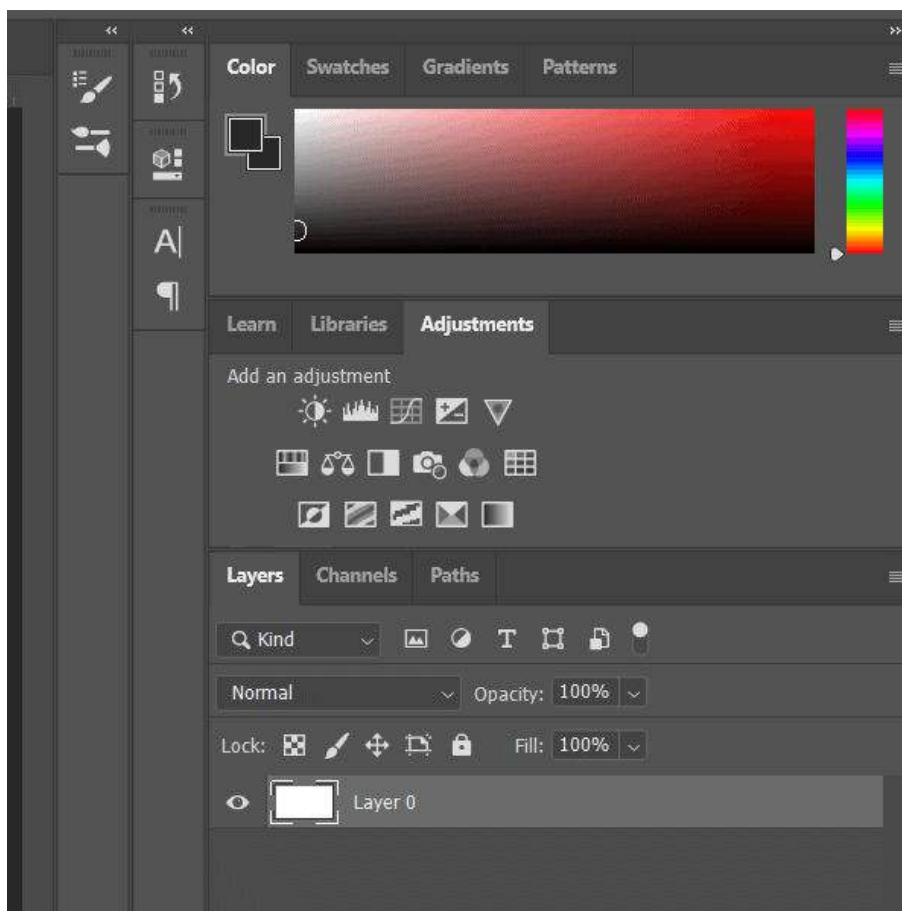 Color Swatches Gradients Patterns
A|
Learn Libraries Adjustments
Add an adjustment
Layers Channels Paths
Kind
T
Normal Opacity: 100%
Lock: Fill: 100%
Layer 0